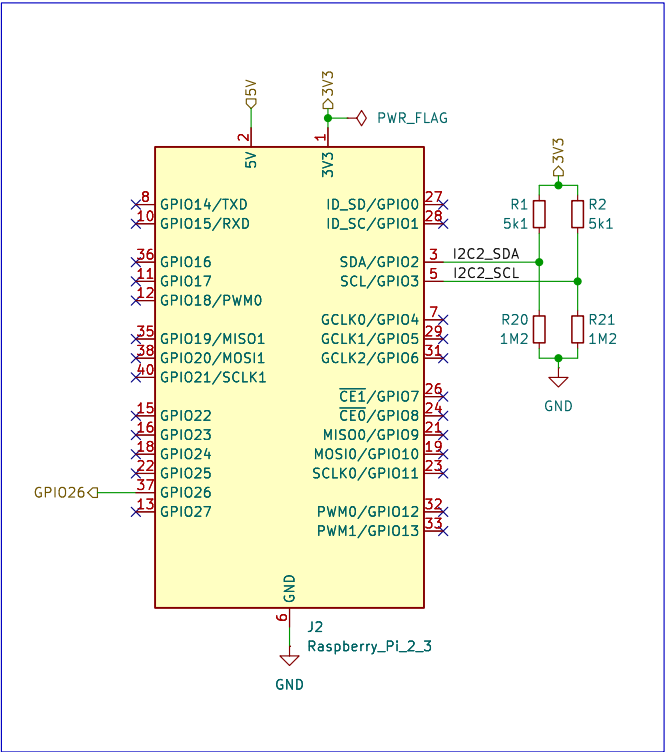 5V
3V3
PWR_FLAG
2
1
5V
3V3
3V3
8 GPIO14/TXD
10 GPIO15/RXD
36 GPIO16
11 GPIO17
12 GPIO18/PWM0
35 GPIO19/MISO1
38 GPIO20/MOSI1
40 GPIO21/SCLK1
15 GPIO22
16 GPIO23
18 GPIO24
22 GPIO25
GPIO26 37 GPIO26
13 GPIO27
ID_SD/GPIO0 27
ID_SC/GPIO1 28
SDA/GPIO2 3 I2C2_SDA
SCL/GPIO3 5 I2C2_SCL
GCLK0/GPIO4 7
GCLK1/GPIO5 29
GCLK2/GPIO6 31
CE1/GPIO7 26
CE0/GPIO8 24
MISO0/GPIO9 21
MOSI0/GPIO10 19
SCLK0/GPIO11 23
PWM0/GPIO12 32
PWM1/GPIO13 33
R1
5k1
R2
5k1
R20
1M2
R21
1M2
GND
GND
6
J2
Raspberry_Pi_2_3
GND